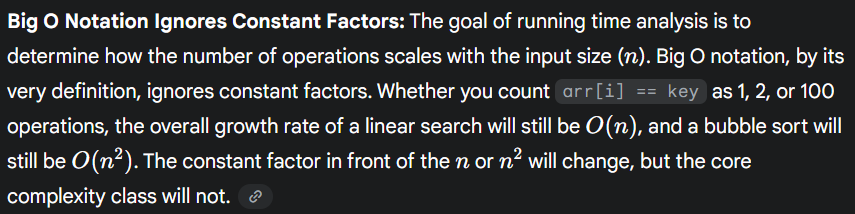 Big O Notation Ignores Constant Factors: The goal of running time analysis is to
determine how the number of operations scales with the input size (n). Big O notation, by its
very definition, ignores constant factors. Whether you count arr[i] == key as 1, 2, or 100
operations, the overall growth rate of a linear search will still be O(n), and a bubble sort will
still be O(n²). The constant factor in front of the n or n² will change, but the core
complexity class will not.